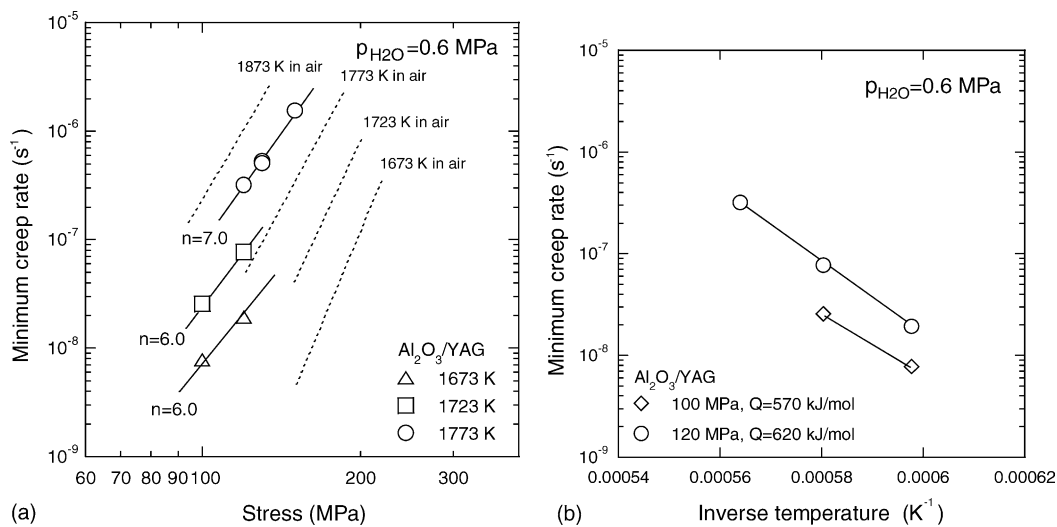 p_H2O=0.6 MPa
1873 K in air
1773 K in air
1723 K in air
1673 K in air
n=7.0
n=6.0
n=6.0
Al2O3/YAG
1673 K
1723 K
1773 K
10^-5
10^-6
10^-7
10^-8
10^-9
Minimum creep rate (s^-1)
60 70 80 90 100 200 300
Stress (MPa)
(a)
p_H2O=0.6 MPa
10^-5
10^-6
10^-7
10^-8
10^-9
Minimum creep rate (s^-1)
Al2O3/YAG
100 MPa, Q=570 kJ/mol
120 MPa, Q=620 kJ/mol
0.00054 0.00056 0.00058 0.0006 0.00062
Inverse temperature (K^-1)
(b)